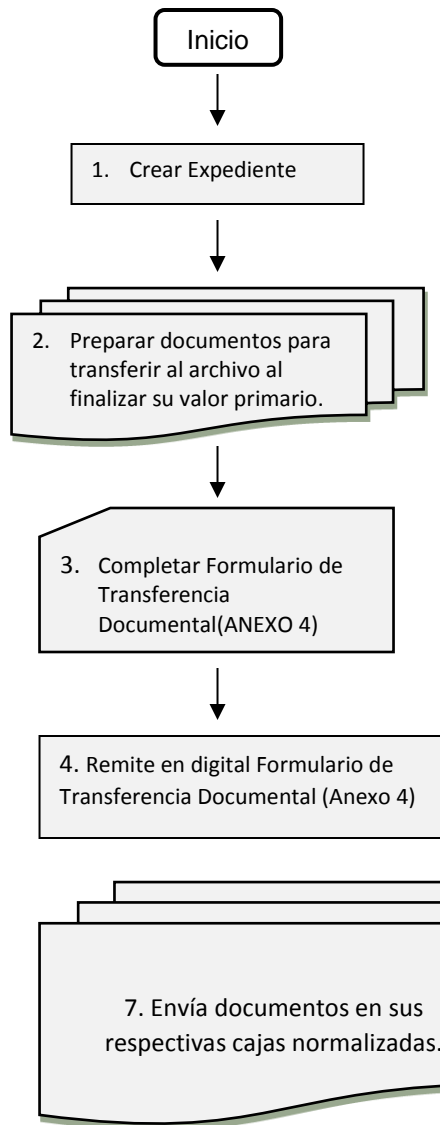 Inicio
1. Crear Expediente
2. Preparar documentos para
transferir al archivo al
finalizar su valor primario.
3. Completar Formulario de
Transferencia
Documental(ANEXO 4)
4. Remite en digital Formulario de
Transferencia Documental (Anexo 4)
7. Envía documentos en sus
respectivas cajas normalizadas.